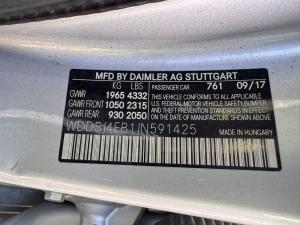 MFD BY DAIMLER AG STUTTGART
KG LBS PASSENGER CAR 761 09/17
GVWR 1965 4332
GAWR FRONT 1050 2315
GAWR REAR 930 2050
THIS VEHICLE CONFORMS TO ALL APPLICABLE
U.S. FEDERAL MOTOR VEHICLE SAFETY, BUMPER
AND THEFT PREVENTION STANDARDS IN EFFECT
ON THE DATE OF MANUFACTURE SHOWN ABOVE.
WDDSJ4EB1JN591425
MADE IN HUNGARY